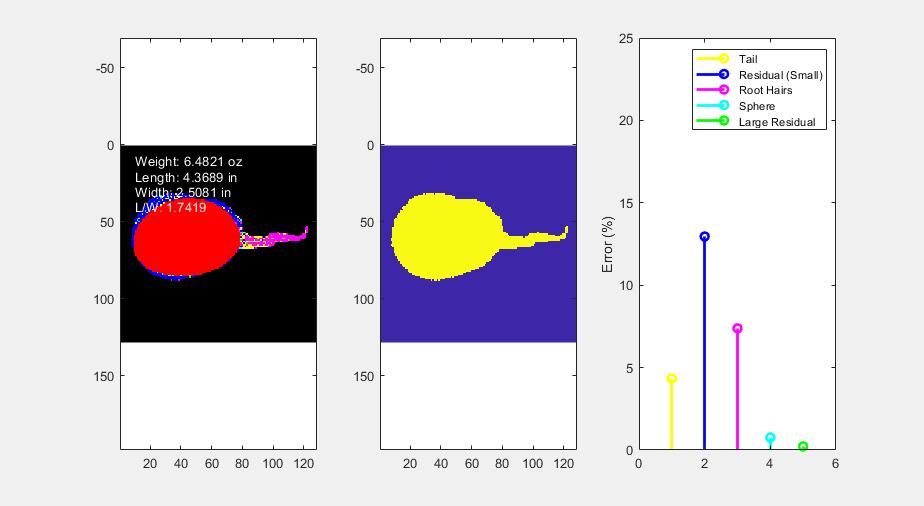 -50
0
50
100
150
20 40 60 80 100 120
Weight: 6.4821 oz
Length: 4.3689 in
Width: 2.5081 in
L/W: 1.7419
-50
0
50
100
150
20 40 60 80 100 120
25
20
15
10
5
0
Error (%)
0 2 4 6
Tail
Residual (Small)
Root Hairs
Sphere
Large Residual